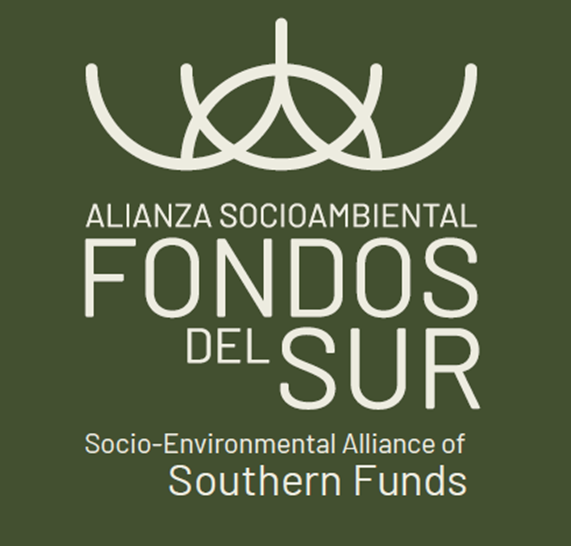 ALIANZA SOCIOAMBIENTAL
FONDOS
DEL SUR
Socio-Environmental Alliance of
Southern Funds